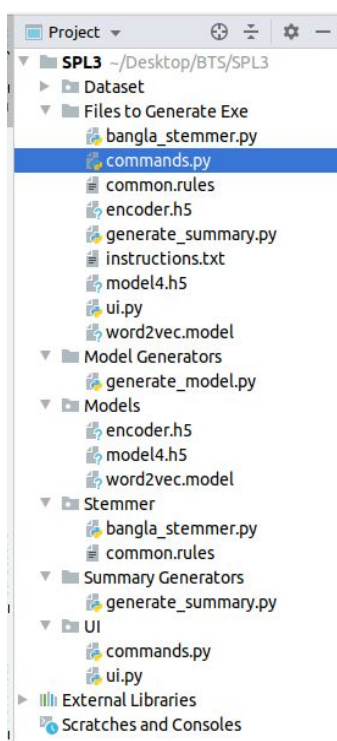 Project
SPL3 ~/Desktop/BTS/SPL3
Dataset
Files to Generate Exe
bangla_stemmer.py
commands.py
common.rules
encoder.h5
generate_summary.py
instructions.txt
model4.h5
ui.py
word2vec.model
Model Generators
generate_model.py
Models
encoder.h5
model4.h5
word2vec.model
Stemmer
bangla_stemmer.py
common.rules
Summary Generators
generate_summary.py
UI
commands.py
ui.py
External Libraries
Scratches and Consoles